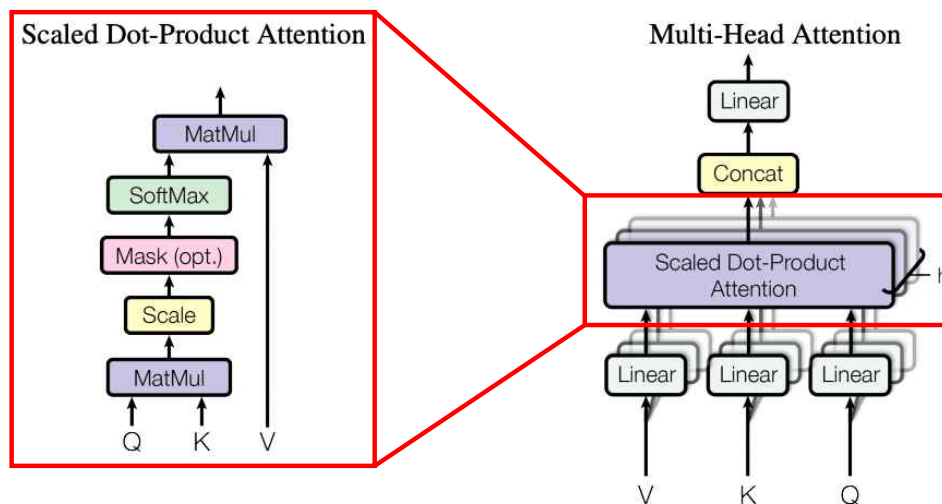 Scaled Dot-Product Attention
MatMul
SoftMax
Mask (opt.)
Scale
MatMul
Q K V
Multi-Head Attention
Linear
Concat
Scaled Dot-Product
Attention
h
Linear Linear Linear
V K Q